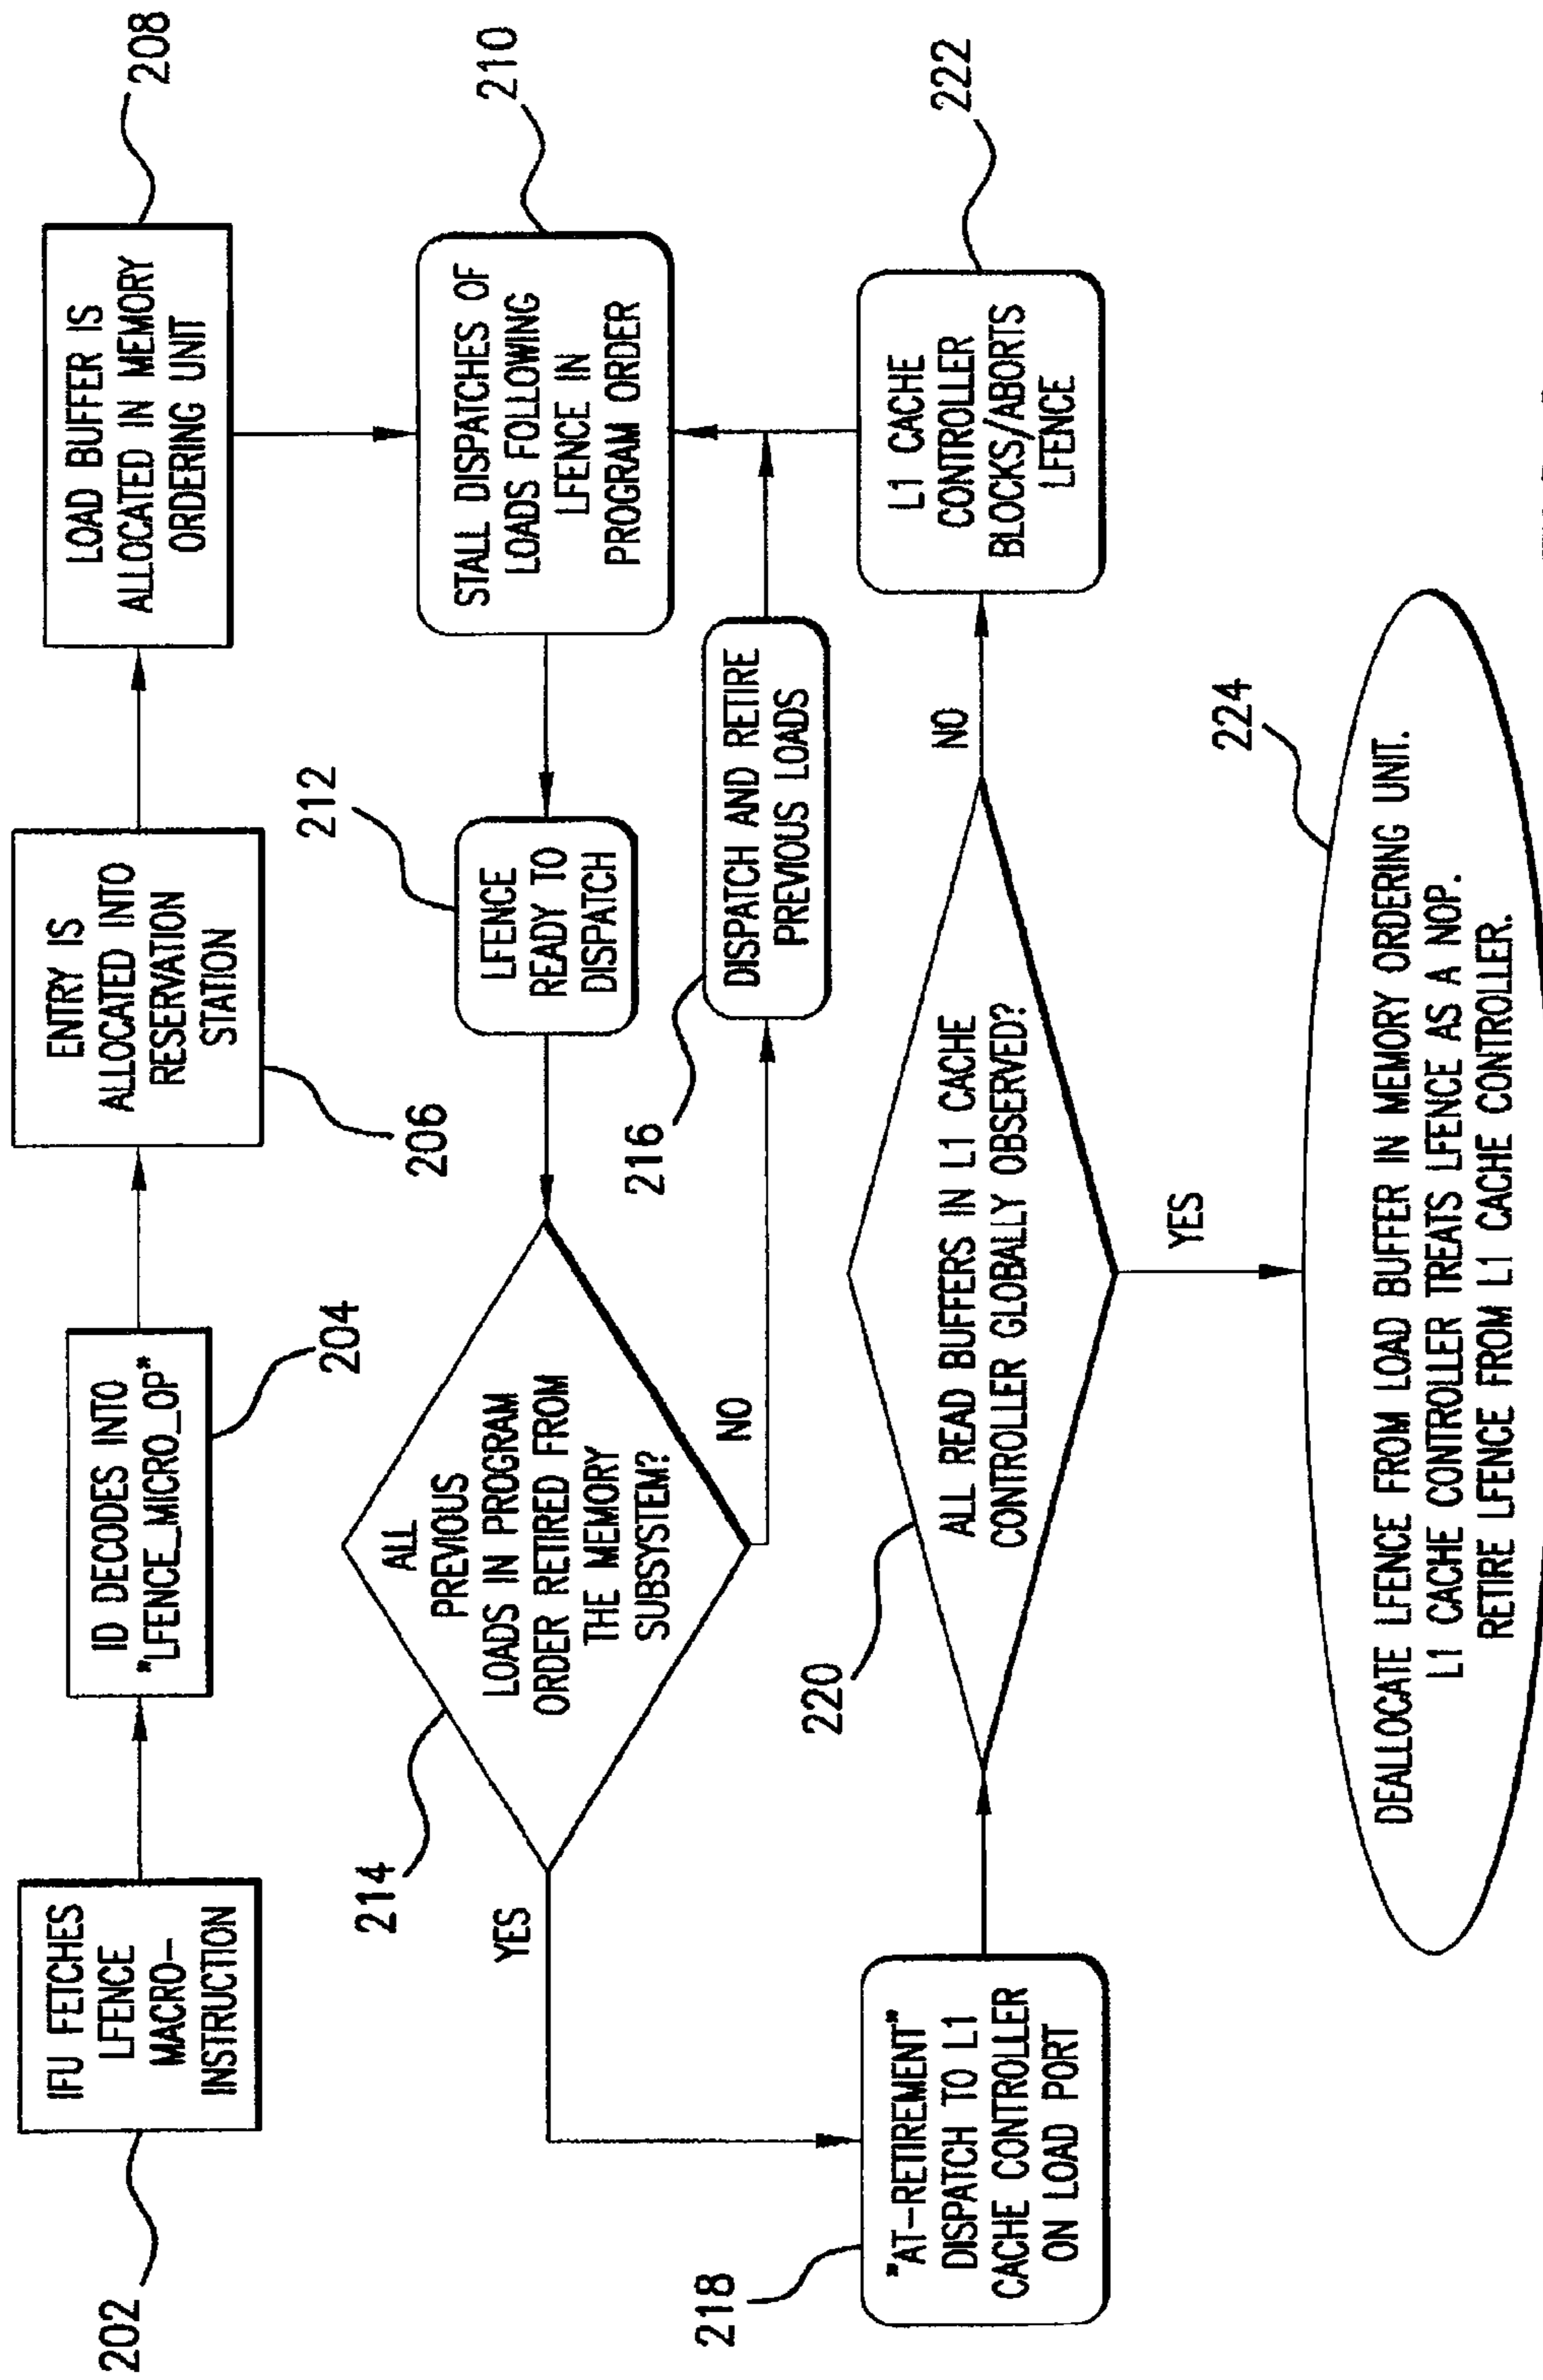 202
IFU FETCHES
LFENCE
MACRO-
INSTRUCTION
204
ID DECODES INTO
"LFENCE_MICRO_OP"
206
ENTRY IS
ALLOCATED INTO
RESERVATION
STATION
208
LOAD BUFFER IS
ALLOCATED IN MEMORY
ORDERING UNIT
210
STALL DISPATCHES OF
LOADS FOLLOWING
LFENCE IN
PROGRAM ORDER
212
LFENCE
READY TO
DISPATCH
214
ALL
PREVIOUS
LOADS IN PROGRAM
ORDER RETIRED FROM
THE MEMORY
SUBSYSTEM?
YES
NO
216
DISPATCH AND RETIRE
PREVIOUS LOADS
218
"AT-RETIREMENT"
DISPATCH TO L1
CACHE CONTROLLER
ON LOAD PORT
220
ALL READ BUFFERS IN L1 CACHE
CONTROLLER GLOBALLY OBSERVED?
NO
YES
222
L1 CACHE
CONTROLLER
BLOCKS/ABORTS
LFENCE
224
DEALLOCATE LFENCE FROM LOAD BUFFER IN MEMORY ORDERING UNIT.
L1 CACHE CONTROLLER TREATS LFENCE AS A NOP.
RETIRE LFENCE FROM L1 CACHE CONTROLLER.